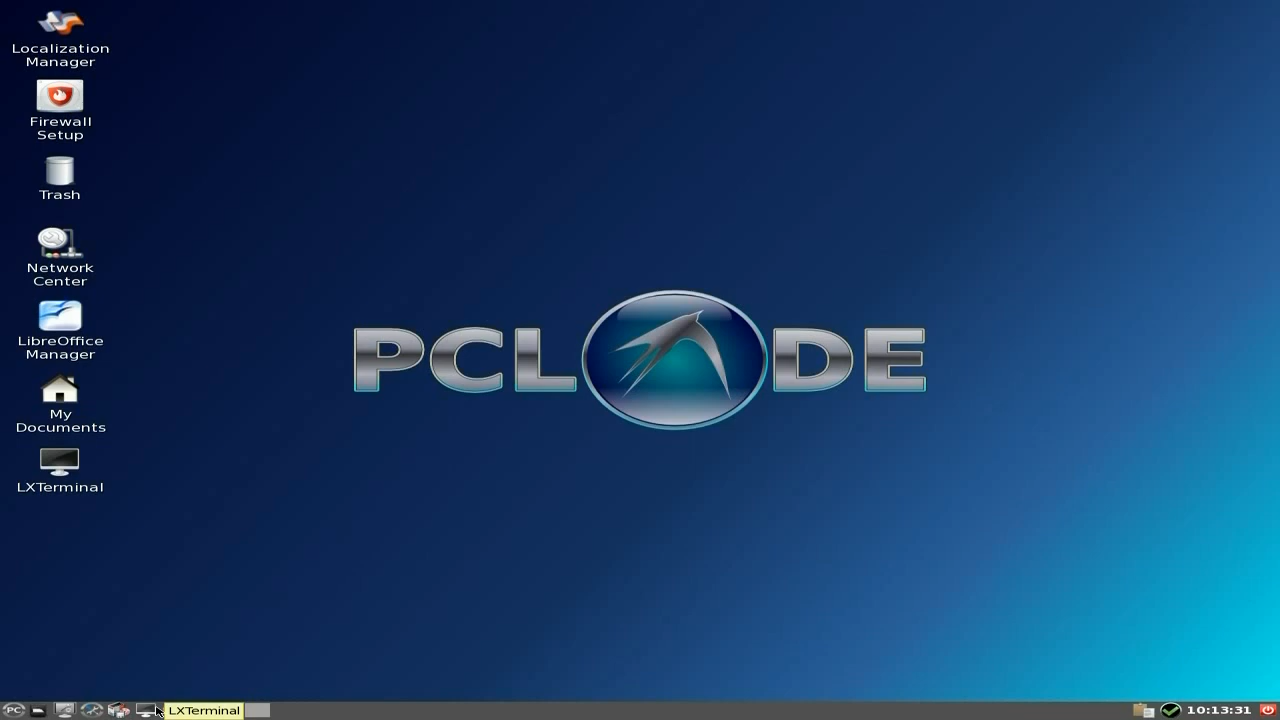 Localization
Manager
Firewall
Setup
Trash
Network
Center
LibreOffice
Manager
My
Documents
LXTerminal
PCL DE
PC
LXTerminal
10:13:31